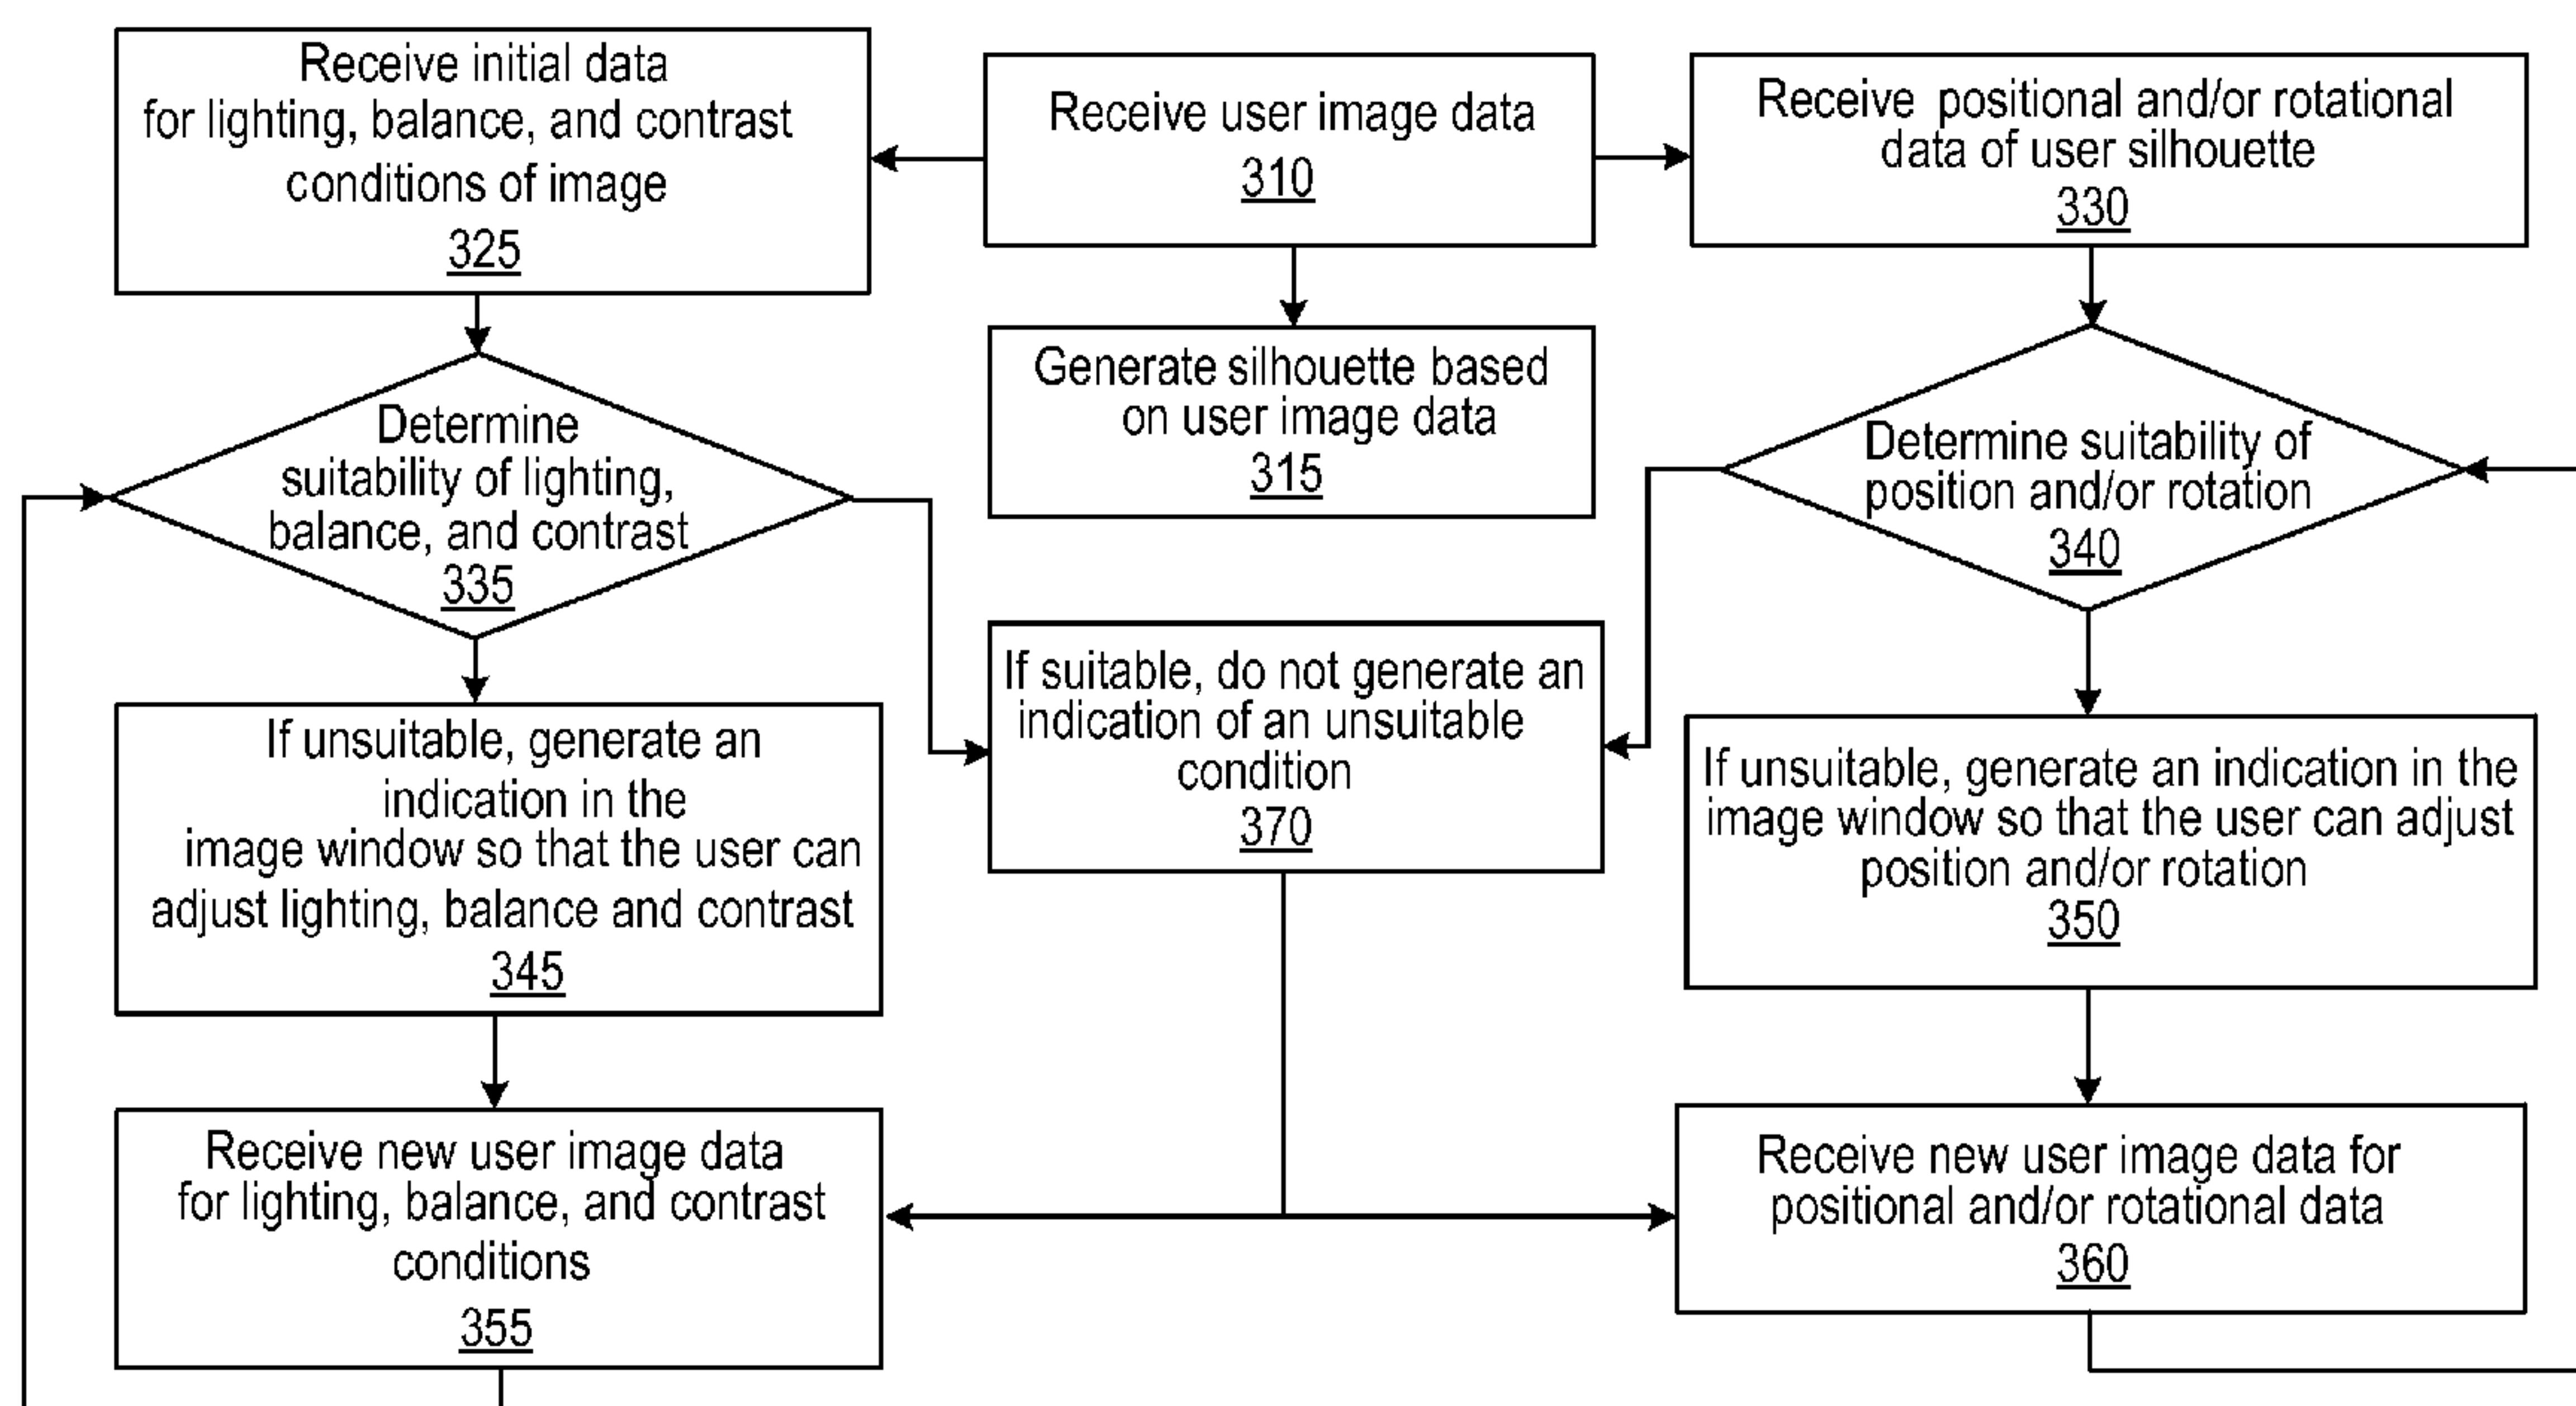 Receive initial data
for lighting, balance, and contrast
conditions of image
325
Receive user image data
310
Receive positional and/or rotational
data of user silhouette
330
Generate silhouette based
on user image data
315
Determine
suitability of lighting,
balance, and contrast
335
Determine suitability of
position and/or rotation
340
If suitable, do not generate an
indication of an unsuitable
condition
370
If unsuitable, generate an
indication in the
image window so that the user can
adjust lighting, balance and contrast
345
If unsuitable, generate an indication in the
image window so that the user can adjust
position and/or rotation
350
Receive new user image data
for lighting, balance, and contrast
conditions
355
Receive new user image data for
positional and/or rotational data
360